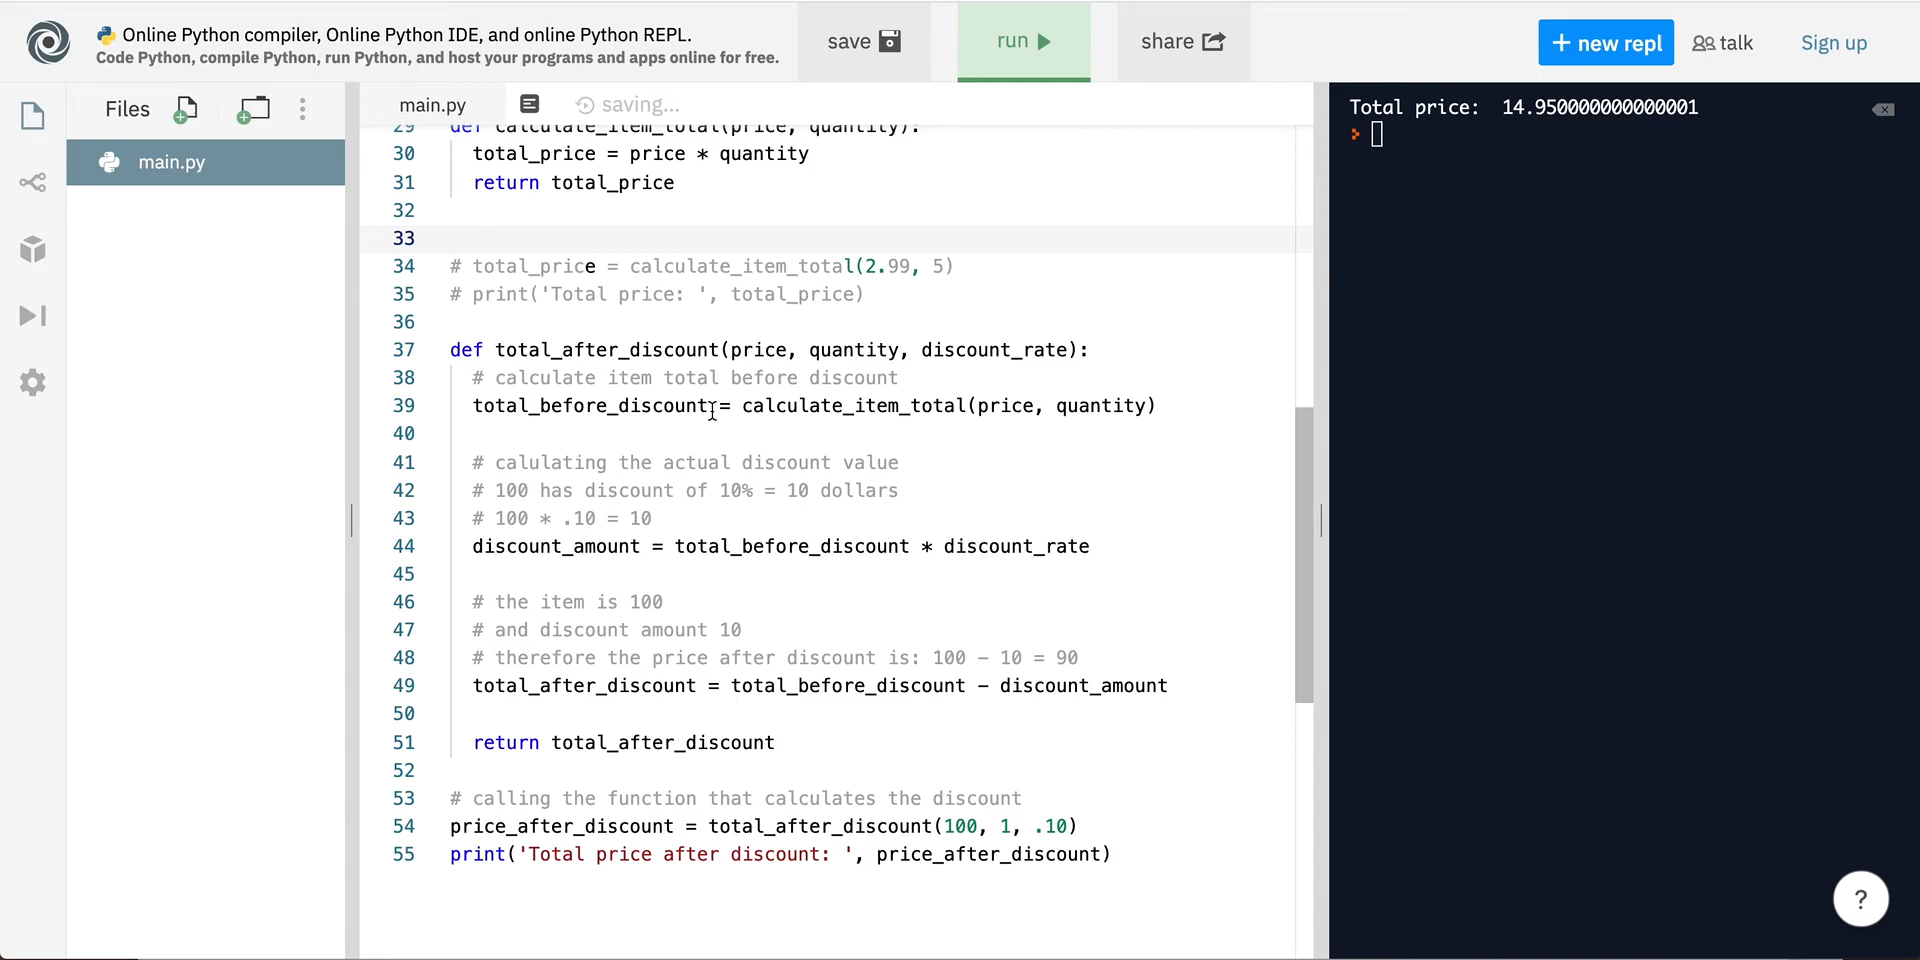 Online Python compiler, Online Python IDE, and online Python REPL.
Code Python, compile Python, run Python, and host your programs and apps online for free.
save
run
share
+ new repl
talk
Sign up
Files
main.py
main.py
saving...
29 def calculate_item_total(price, quantity):
30 total_price = price * quantity
31 return total_price
32
33
34 # total_price = calculate_item_total(2.99, 5)
35 # print('Total price: ', total_price)
36
37 def total_after_discount(price, quantity, discount_rate):
38 # calculate item total before discount
39 total_before_discount = calculate_item_total(price, quantity)
40
41 # calulating the actual discount value
42 # 100 has discount of 10% = 10 dollars
43 # 100 * .10 = 10
44 discount_amount = total_before_discount * discount_rate
45
46 # the item is 100
47 # and discount amount 10
48 # therefore the price after discount is: 100 - 10 = 90
49 total_after_discount = total_before_discount - discount_amount
50
51 return total_after_discount
52
53 # calling the function that calculates the discount
54 price_after_discount = total_after_discount(100, 1, .10)
55 print('Total price after discount: ', price_after_discount)
Total price:  14.950000000000001
?